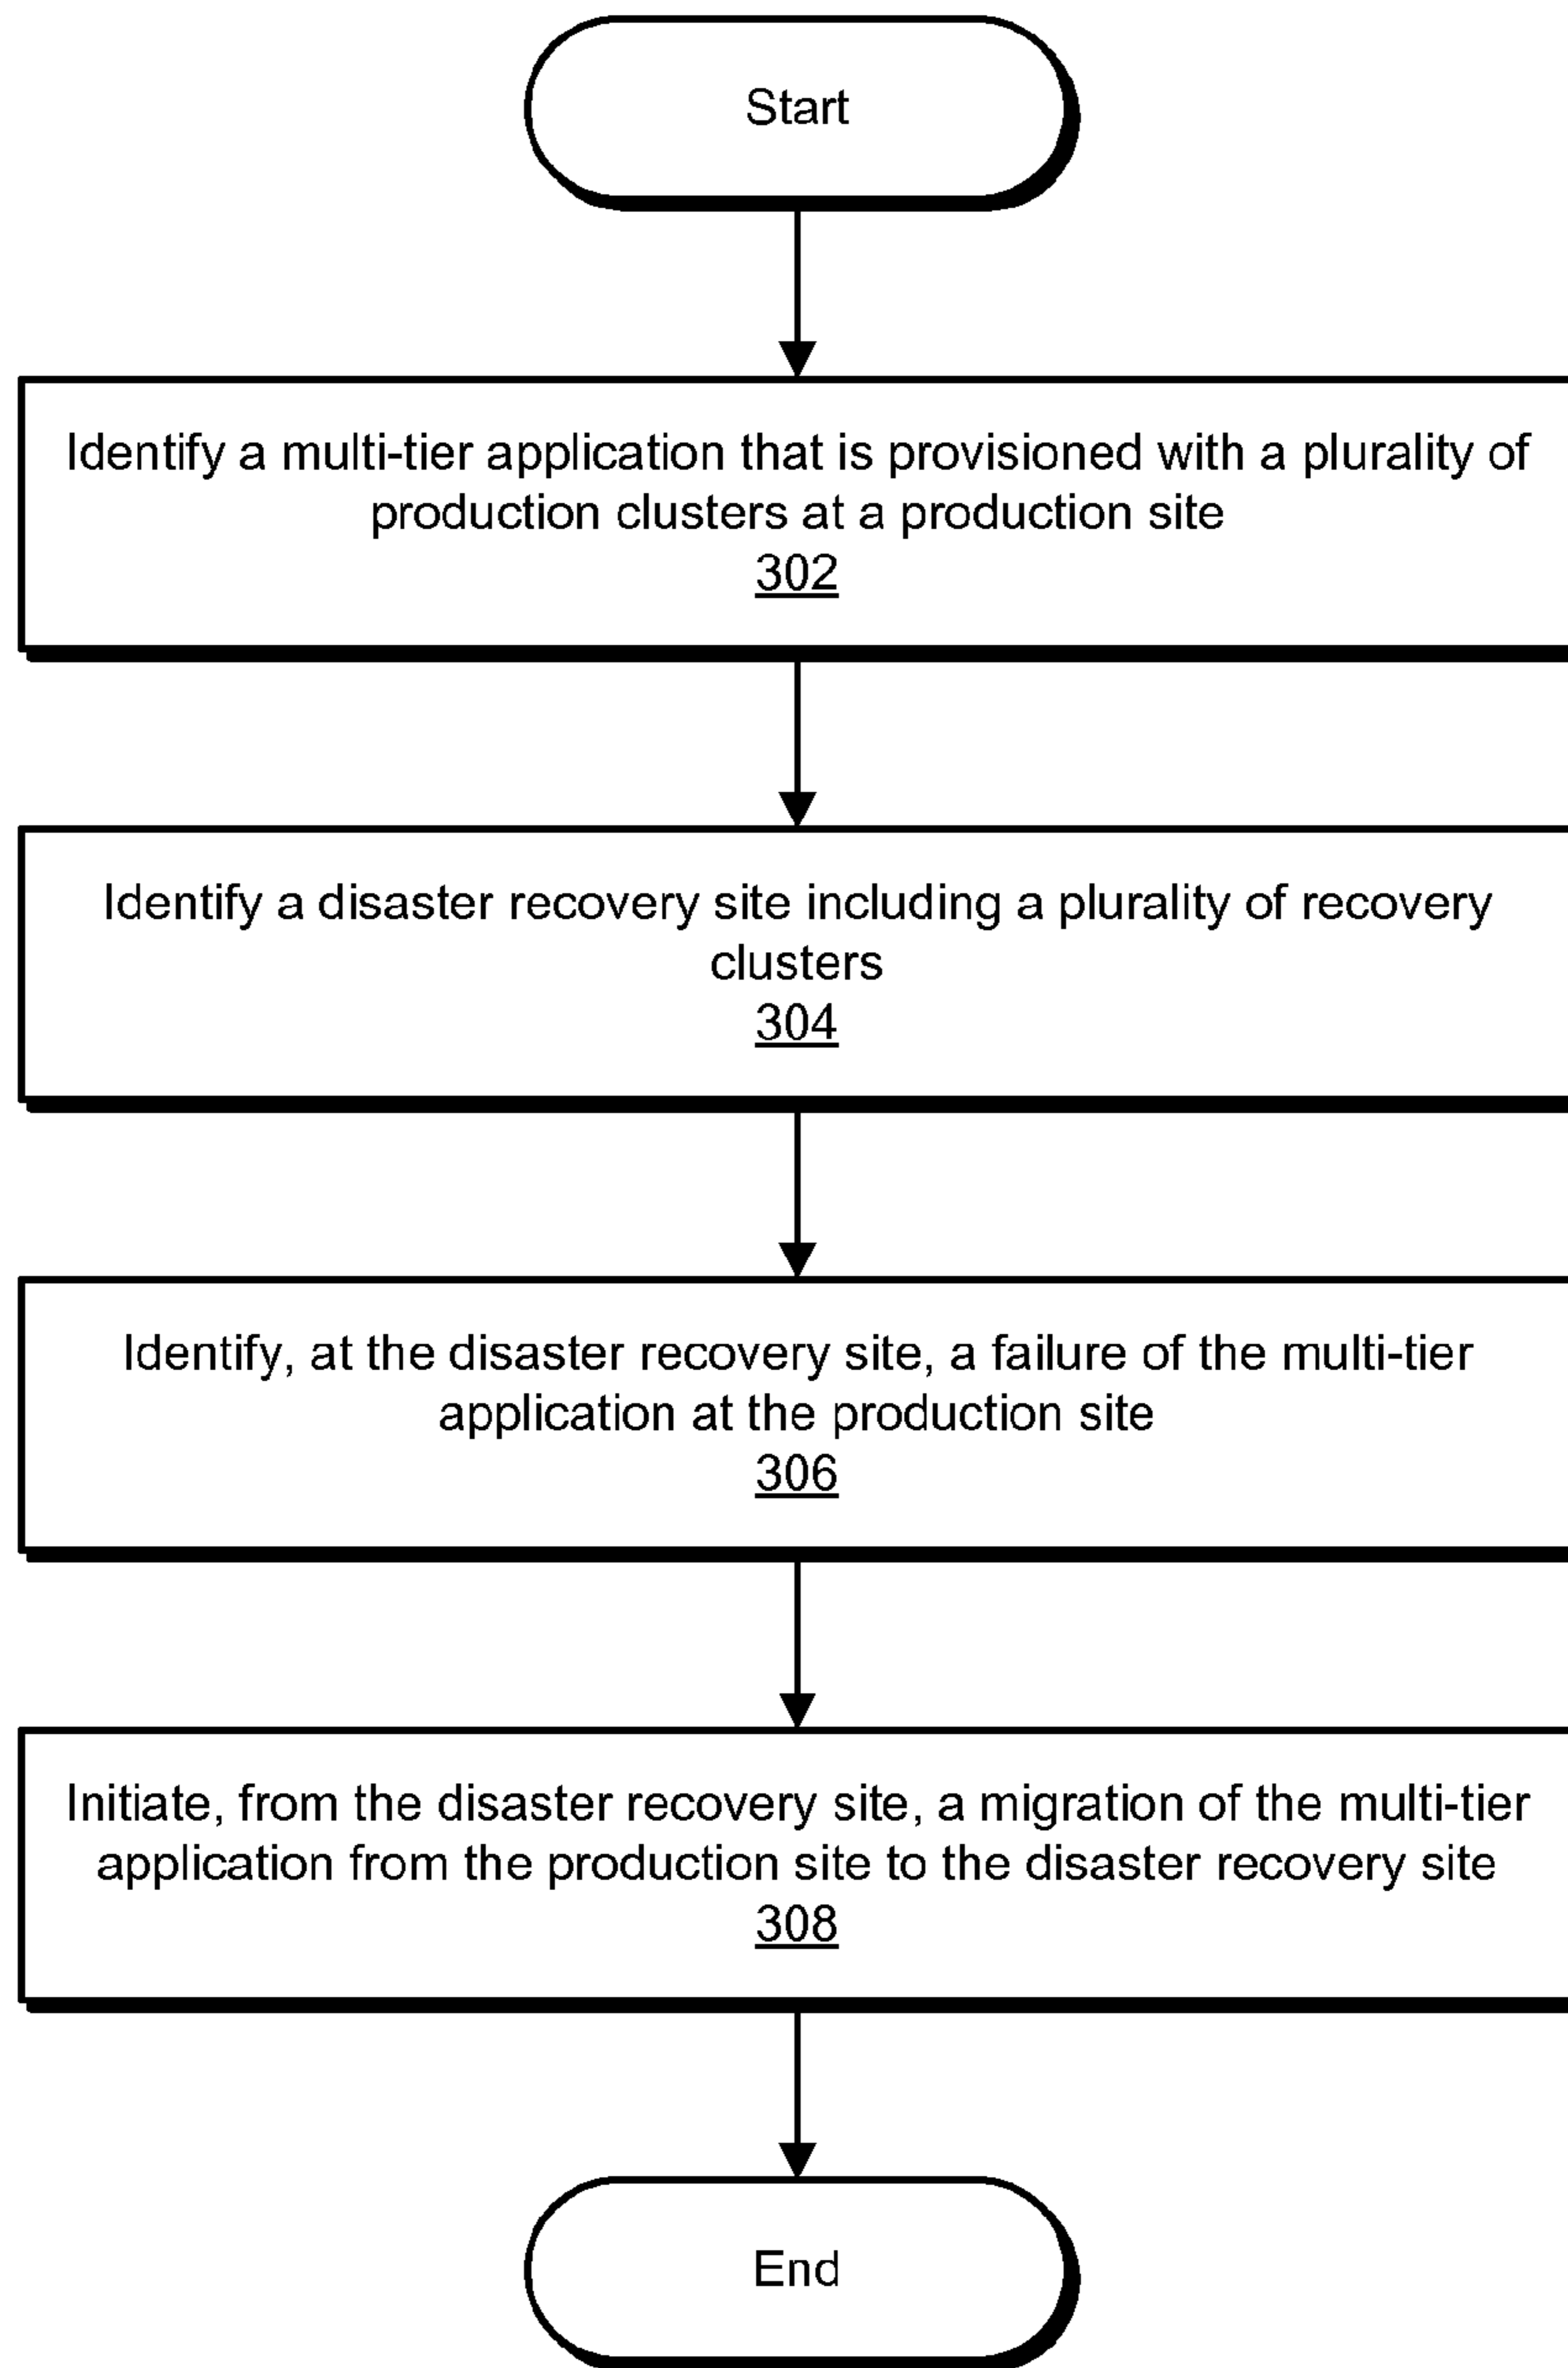 Start
Identify a multi-tier application that is provisioned with a plurality of
production clusters at a production site
302
Identify a disaster recovery site including a plurality of recovery
clusters
304
Identify, at the disaster recovery site, a failure of the multi-tier
application at the production site
306
Initiate, from the disaster recovery site, a migration of the multi-tier
application from the production site to the disaster recovery site
308
End